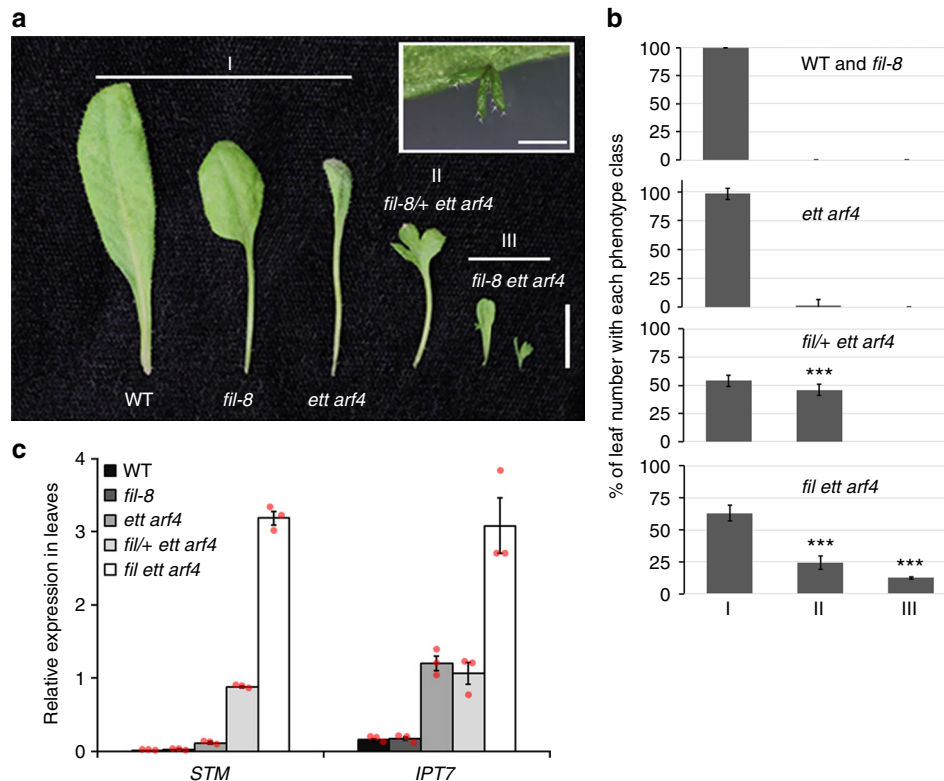 a
I
II
fil-8/+ ett arf4
III
fil-8 ett arf4
WT
fil-8
ett arf4
b
% of leaf number with each phenotype class
100
75
50
25
0
WT and fil-8
100
75
50
25
0
ett arf4
100
75
50
25
0
fil/+ ett arf4
***
100
75
50
25
0
fil ett arf4
***
***
I
II
III
c
Relative expression in leaves
4
3
2
1
0
WT
fil-8
ett arf4
fil/+ ett arf4
fil ett arf4
STM
IPT7